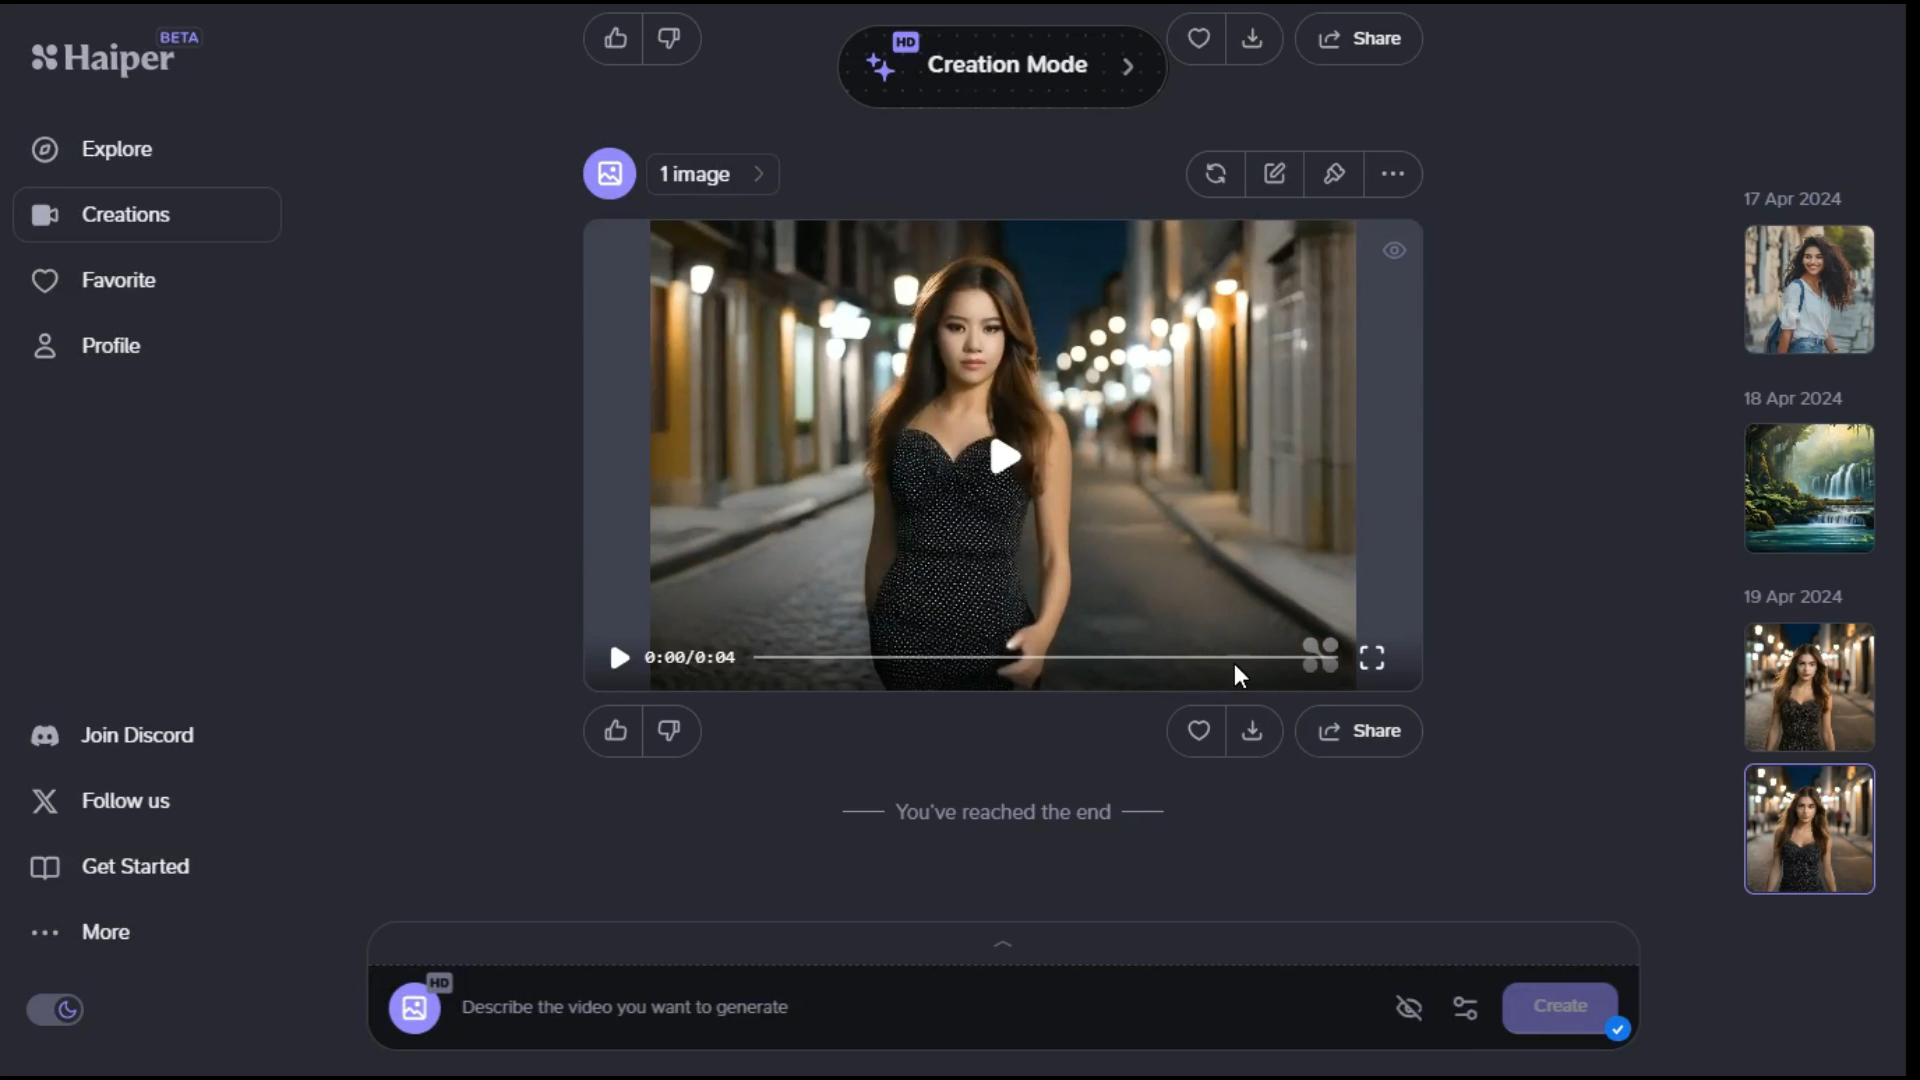 Haiper BETA
Explore
Creations
Favorite
Profile
Join Discord
Follow us
Get Started
More
HD
Creation Mode
Share
1 image
0:00/0:04
Share
You've reached the end
HD
Describe the video you want to generate
Create
17 Apr 2024
18 Apr 2024
19 Apr 2024